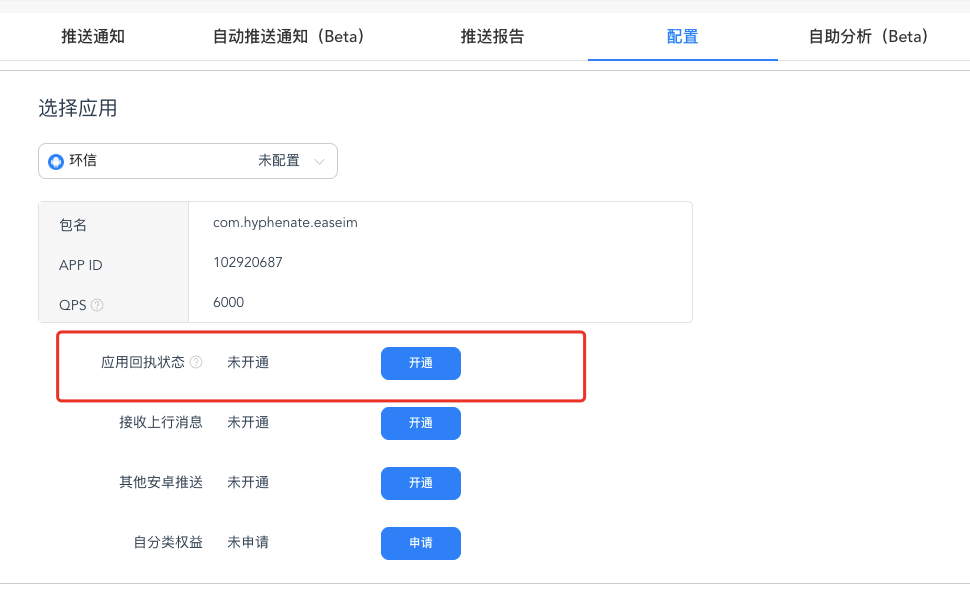 推送通知 自动推送通知（Beta） 推送报告 配置 自助分析（Beta）
选择应用
环信 未配置
包名 com.hyphenate.easeim
APP ID 102920687
QPS ? 6000
应用回执状态 ? 未开通 开通
接收上行消息 未开通 开通
其他安卓推送 未开通 开通
自分类权益 未申请 申请